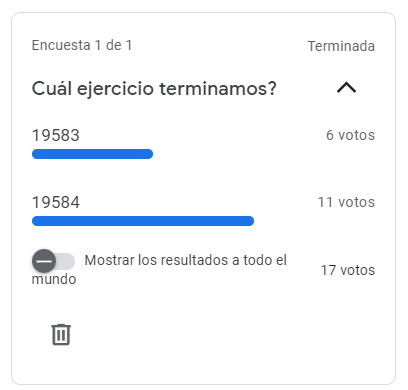 Encuesta 1 de 1
Terminada
Cuál ejercicio terminamos?
19583
6 votos
19584
11 votos
Mostrar los resultados a todo el
mundo
17 votos